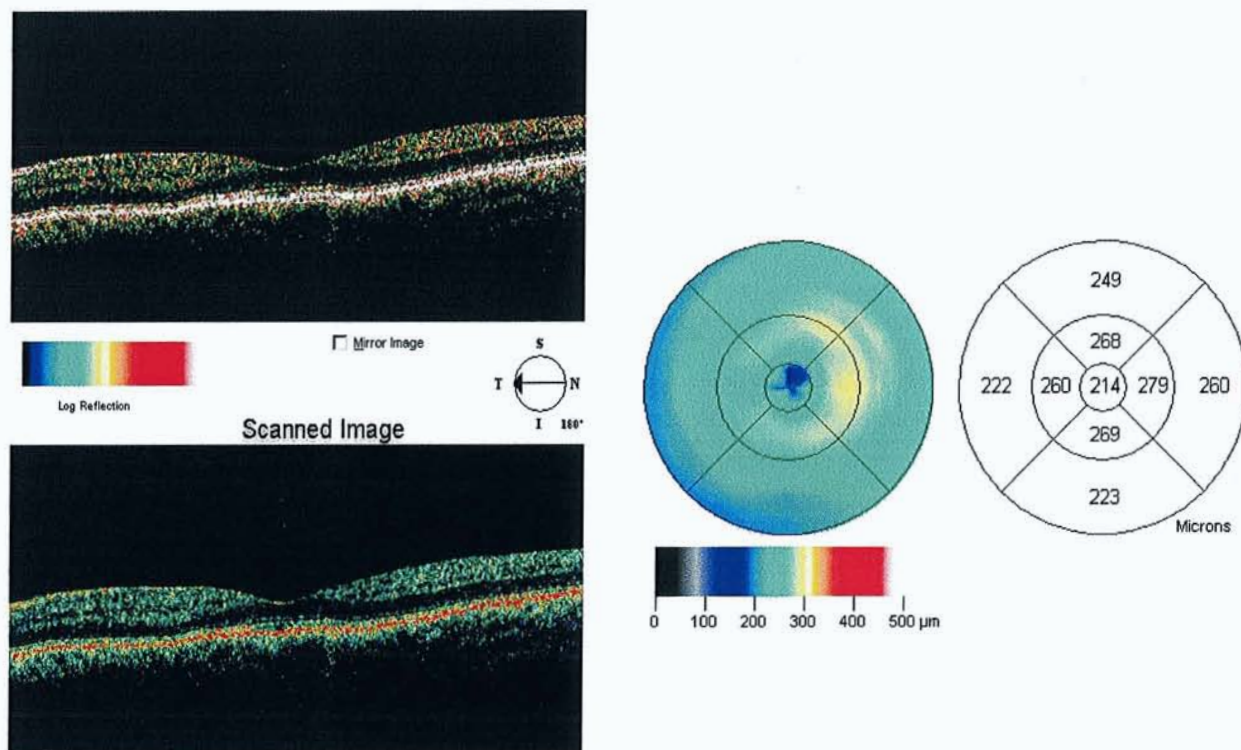 Mirror Image
Log Reflection
S
T N
I 180°
Scanned Image
249
268
222 260 214 279 260
269
223
Microns
0 100 200 300 400 500 µm